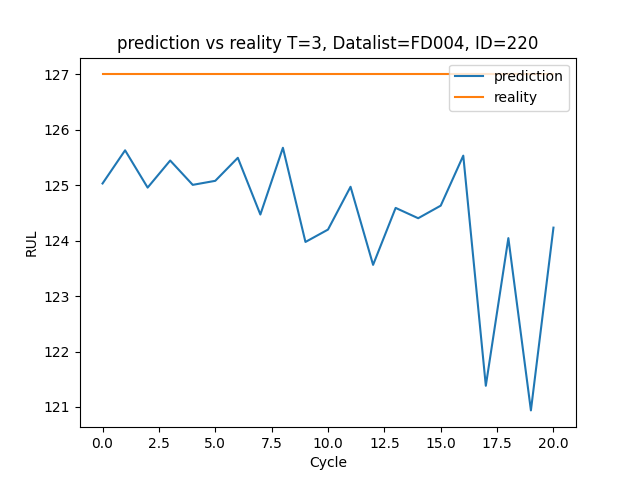 prediction vs reality T=3, Datalist=FD004, ID=220
127
126
125
124
123
122
121
RUL
prediction
reality
0.0 2.5 5.0 7.5 10.0 12.5 15.0 17.5 20.0
Cycle